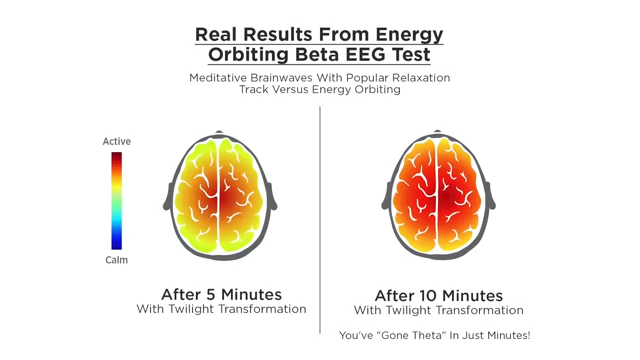 Real Results From Energy
Orbiting Beta EEG Test
Meditative Brainwaves With Popular Relaxation
Track Versus Energy Orbiting
Active
Calm
After 5 Minutes
With Twilight Transformation
After 10 Minutes
With Twilight Transformation
You've "Gone Theta" In Just Minutes!